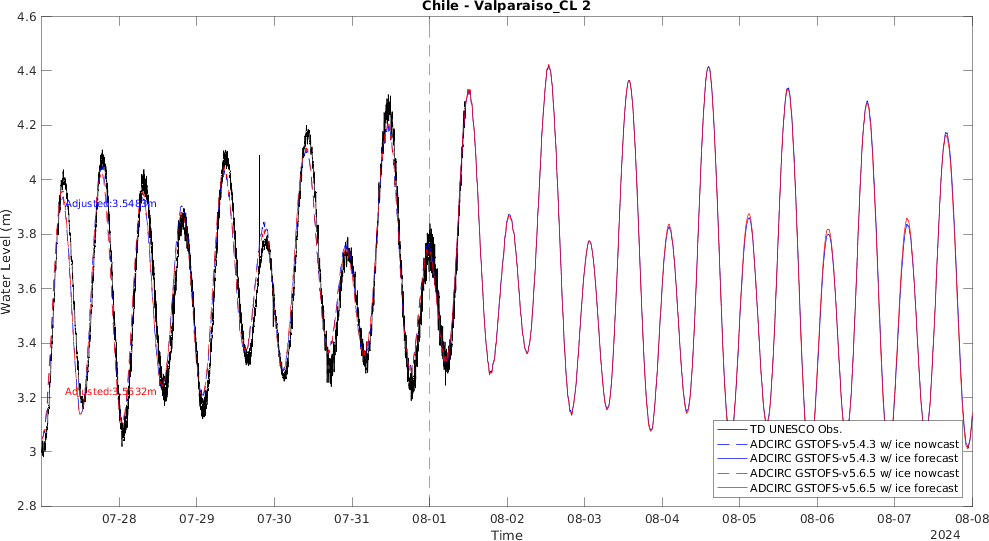 Chile - Valparaiso_CL 2
4.6
4.4
4.2
4
3.8
3.6
3.4
3.2
3
2.8
Water Level (m)
Adjusted:3.5483m
Adjusted:3.5532m
TD UNESCO Obs.
ADCIRC GSTOFS-v5.4.3 w/ ice nowcast
ADCIRC GSTOFS-v5.4.3 w/ ice forecast
ADCIRC GSTOFS-v5.6.5 w/ ice nowcast
ADCIRC GSTOFS-v5.6.5 w/ ice forecast
07-28 07-29 07-30 07-31 08-01 08-02 08-03 08-04 08-05 08-06 08-07 08-08
Time
2024